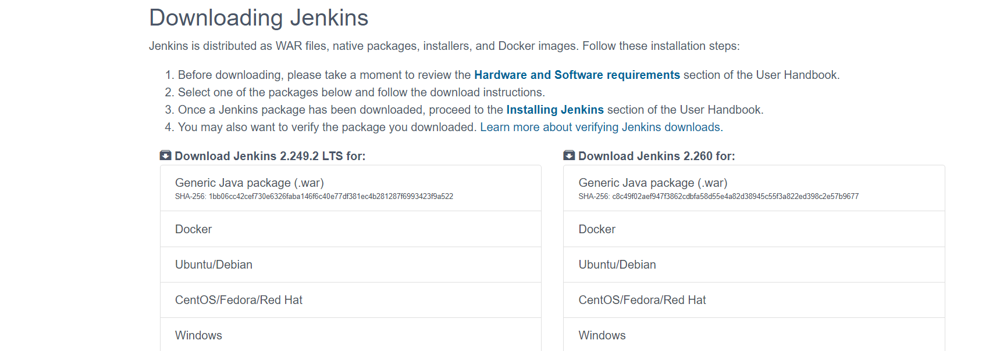 Downloading Jenkins
Jenkins is distributed as WAR files, native packages, installers, and Docker images. Follow these installation steps:
1. Before downloading, please take a moment to review the Hardware and Software requirements section of the User Handbook.
2. Select one of the packages below and follow the download instructions.
3. Once a Jenkins package has been downloaded, proceed to the Installing Jenkins section of the User Handbook.
4. You may also want to verify the package you downloaded. Learn more about verifying Jenkins downloads.
Download Jenkins 2.249.2 LTS for:
Generic Java package (.war)
SHA-256: 1bb06cc42cef730e6326faba146f6c40e77df381ec4b281287f6993423f9a522
Docker
Ubuntu/Debian
CentOS/Fedora/Red Hat
Windows
Download Jenkins 2.260 for:
Generic Java package (.war)
SHA-256: c8c49f02aef947f3862cdbfa58d55e4a82d38945c55f3a822ed398c2e57b9677
Docker
Ubuntu/Debian
CentOS/Fedora/Red Hat
Windows